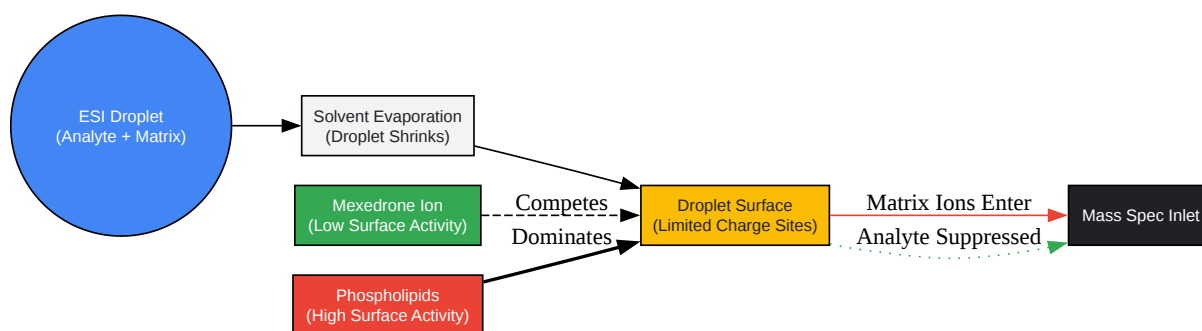 ESI Droplet
(Analyte + Matrix)
Solvent Evaporation
(Droplet Shrinks)
Mexedrone Ion
(Low Surface Activity)
Competes
Dominates
Phospholipids
(High Surface Activity)
Droplet Surface
(Limited Charge Sites)
Matrix Ions Enter
Analyte Suppressed
Mass Spec Inlet